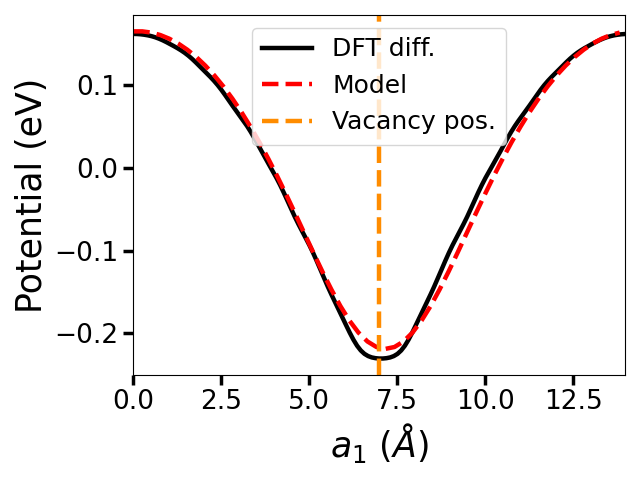 DFT diff.
Model
Vacancy pos.
Potential (eV)
0.1
0.0
−0.1
−0.2
0.0 2.5 5.0 7.5 10.0 12.5
a₁ (Å)